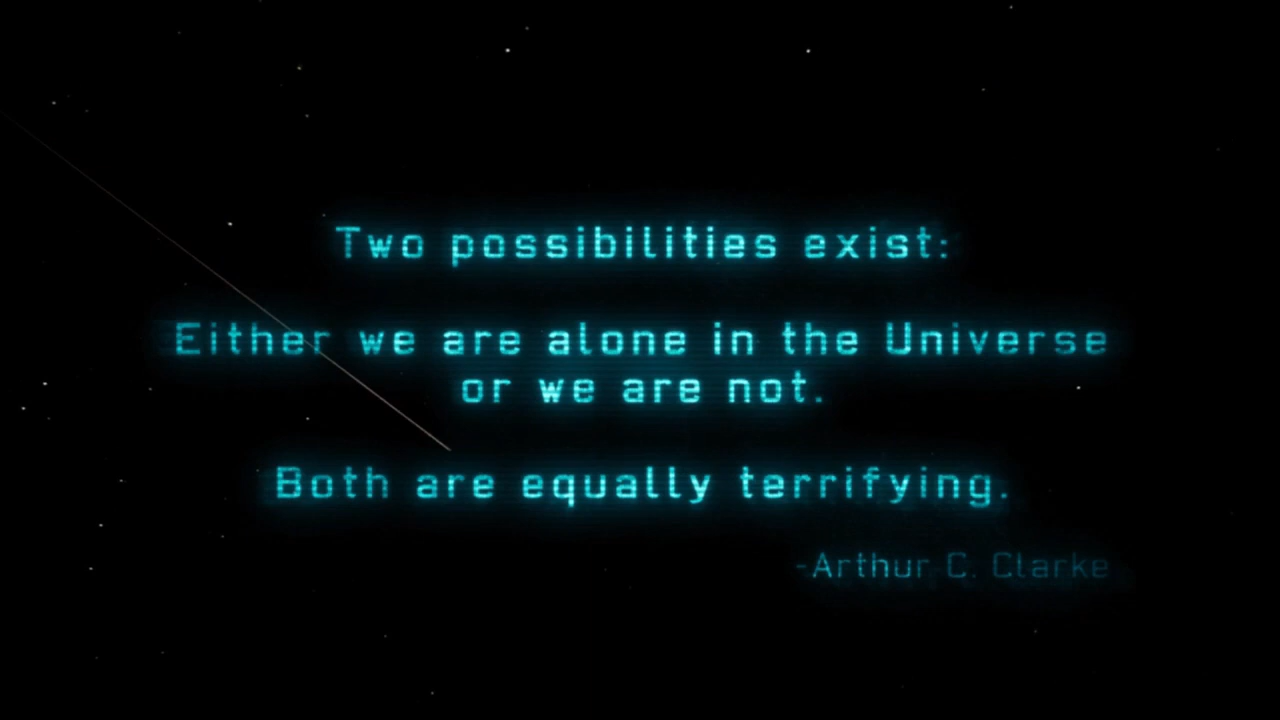 Two possibilities exist:
Either we are alone in the Universe
or we are not.
Both are equally terrifying.
-Arthur C. Clarke